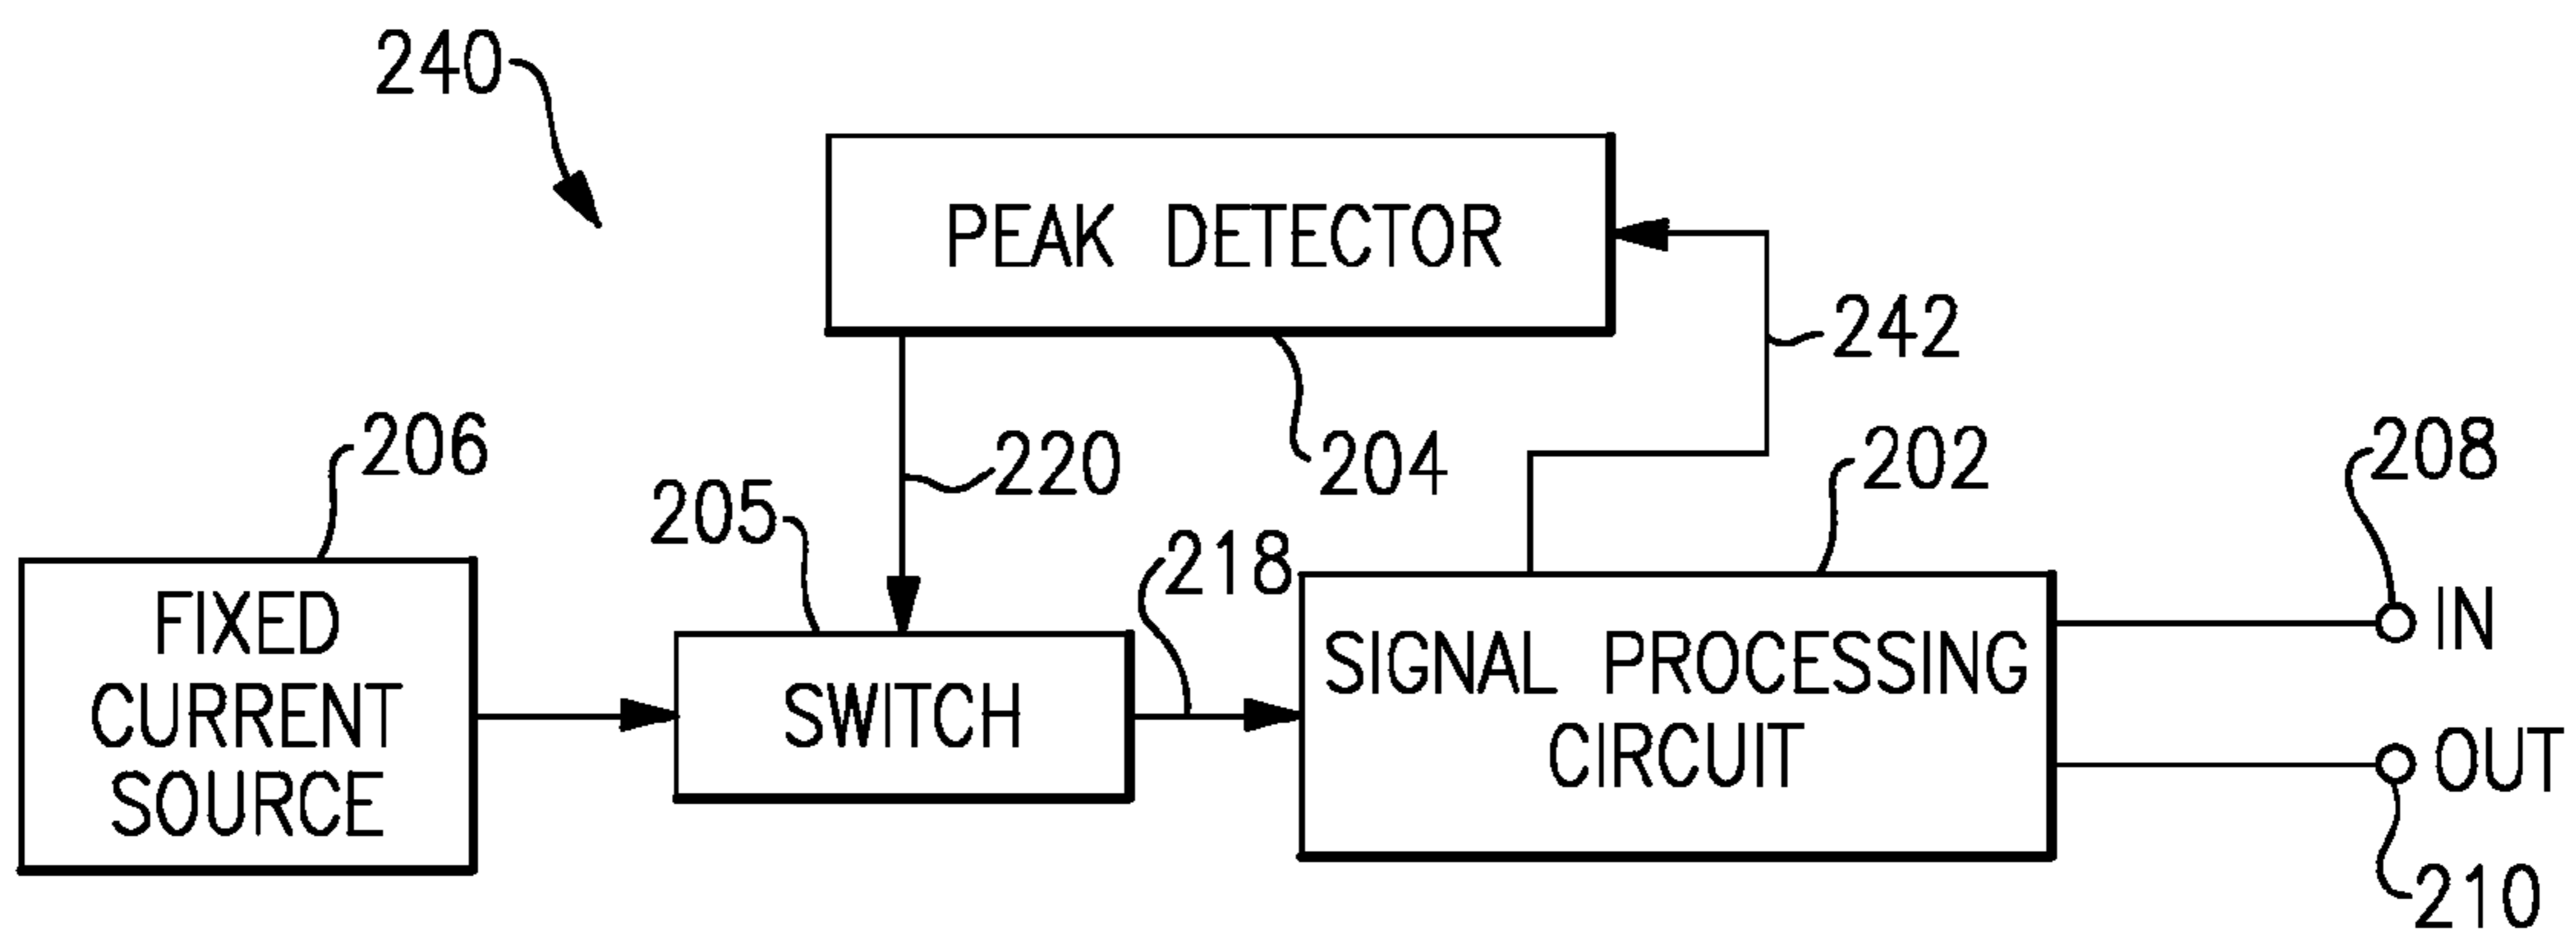 240
PEAK DETECTOR
242
206
205
220
204
202
208
218
FIXED
CURRENT
SOURCE
SWITCH
SIGNAL PROCESSING
CIRCUIT
IN
OUT
210